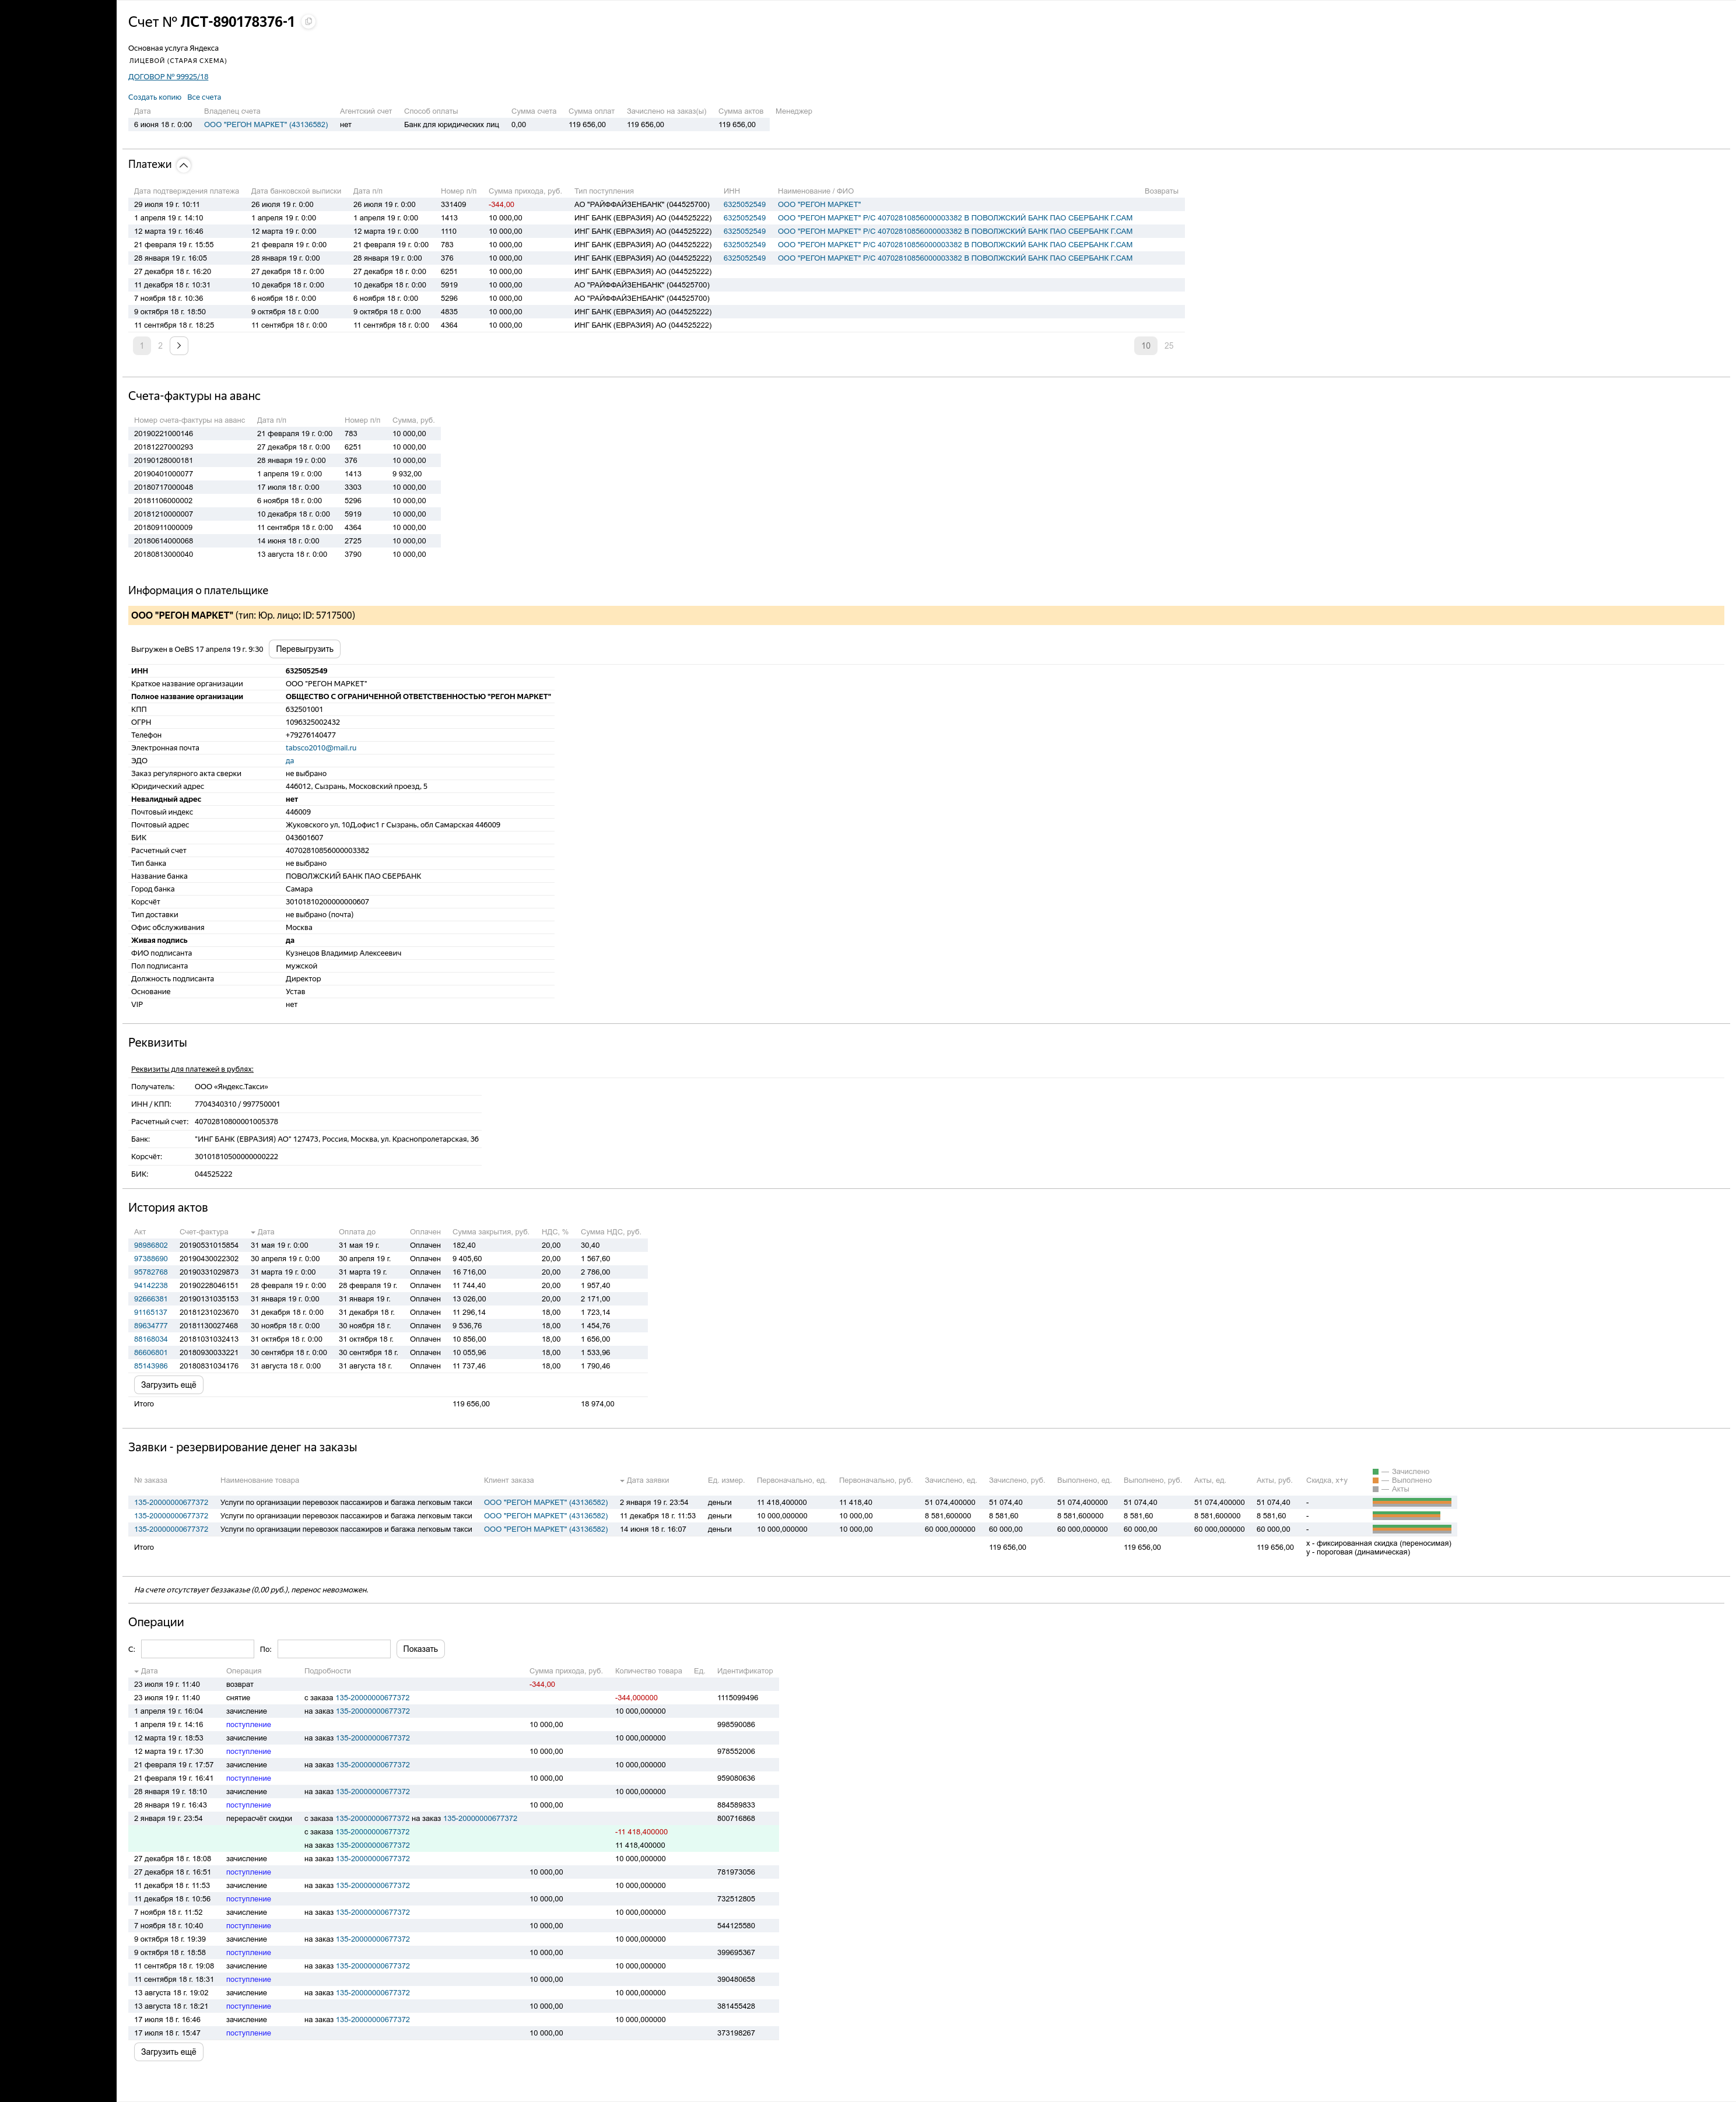 Счет № ЛСТ-890178376-1
Основная услуга Яндекса
ЛИЦЕВОЙ (СТАРАЯ СХЕМА)
ДОГОВОР № 99925/18
Создать копию Все счета
Дата Владелец счета Агентский счет Способ оплаты Сумма счета Сумма оплат Зачислено на заказ(ы) Сумма актов Менеджер
6 июня 18 г. 0:00 ООО "РЕГОН МАРКЕТ" (43136582) нет Банк для юридических лиц 0,00 119 656,00 119 656,00 119 656,00
Платежи
Дата подтверждения платежа Дата банковской выписки Дата п/п Номер п/п Сумма прихода, руб. Тип поступления ИНН Наименование / ФИО Возвраты
29 июля 19 г. 10:11 26 июля 19 г. 0:00 26 июля 19 г. 0:00 331409 -344,00 АО "РАЙФФАЙЗЕНБАНК" (044525700) 6325052549 ООО "РЕГОН МАРКЕТ"
1 апреля 19 г. 14:10 1 апреля 19 г. 0:00 1 апреля 19 г. 0:00 1413 10 000,00 ИНГ БАНК (ЕВРАЗИЯ) АО (044525222) 6325052549 ООО "РЕГОН МАРКЕТ" Р/С 40702810856000003382 В ПОВОЛЖСКИЙ БАНК ПАО СБЕРБАНК Г.САМ
12 марта 19 г. 16:46 12 марта 19 г. 0:00 12 марта 19 г. 0:00 1110 10 000,00 ИНГ БАНК (ЕВРАЗИЯ) АО (044525222) 6325052549 ООО "РЕГОН МАРКЕТ" Р/С 40702810856000003382 В ПОВОЛЖСКИЙ БАНК ПАО СБЕРБАНК Г.САМ
21 февраля 19 г. 15:55 21 февраля 19 г. 0:00 21 февраля 19 г. 0:00 783 10 000,00 ИНГ БАНК (ЕВРАЗИЯ) АО (044525222) 6325052549 ООО "РЕГОН МАРКЕТ" Р/С 40702810856000003382 В ПОВОЛЖСКИЙ БАНК ПАО СБЕРБАНК Г.САМ
28 января 19 г. 16:05 28 января 19 г. 0:00 28 января 19 г. 0:00 376 10 000,00 ИНГ БАНК (ЕВРАЗИЯ) АО (044525222) 6325052549 ООО "РЕГОН МАРКЕТ" Р/С 40702810856000003382 В ПОВОЛЖСКИЙ БАНК ПАО СБЕРБАНК Г.САМ
27 декабря 18 г. 16:20 27 декабря 18 г. 0:00 27 декабря 18 г. 0:00 6251 10 000,00 ИНГ БАНК (ЕВРАЗИЯ) АО (044525222)
11 декабря 18 г. 10:31 10 декабря 18 г. 0:00 10 декабря 18 г. 0:00 5919 10 000,00 АО "РАЙФФАЙЗЕНБАНК" (044525700)
7 ноября 18 г. 10:36 6 ноября 18 г. 0:00 6 ноября 18 г. 0:00 5296 10 000,00 АО "РАЙФФАЙЗЕНБАНК" (044525700)
9 октября 18 г. 18:50 9 октября 18 г. 0:00 9 октября 18 г. 0:00 4835 10 000,00 ИНГ БАНК (ЕВРАЗИЯ) АО (044525222)
11 сентября 18 г. 18:25 11 сентября 18 г. 0:00 11 сентября 18 г. 0:00 4364 10 000,00 ИНГ БАНК (ЕВРАЗИЯ) АО (044525222)
1 2 10 25
Счета-фактуры на аванс
Номер счета-фактуры на аванс Дата п/п Номер п/п Сумма, руб.
20190221000146 21 февраля 19 г. 0:00 783 10 000,00
20181227000293 27 декабря 18 г. 0:00 6251 10 000,00
20190128000181 28 января 19 г. 0:00 376 10 000,00
20190401000077 1 апреля 19 г. 0:00 1413 9 932,00
20180717000048 17 июля 18 г. 0:00 3303 10 000,00
20181106000002 6 ноября 18 г. 0:00 5296 10 000,00
20181210000007 10 декабря 18 г. 0:00 5919 10 000,00
20180911000009 11 сентября 18 г. 0:00 4364 10 000,00
20180614000068 14 июня 18 г. 0:00 2725 10 000,00
20180813000040 13 августа 18 г. 0:00 3790 10 000,00
Информация о плательщике
ООО "РЕГОН МАРКЕТ" (тип: Юр. лицо; ID: 5717500)
Выгружен в OeBS 17 апреля 19 г. 9:30 Перевыгрузить
ИНН 6325052549
Краткое название организации ООО "РЕГОН МАРКЕТ"
Полное название организации ОБЩЕСТВО С ОГРАНИЧЕННОЙ ОТВЕТСТВЕННОСТЬЮ "РЕГОН МАРКЕТ"
КПП 632501001
ОГРН 1096325002432
Телефон +79276140477
Электронная почта tabsco2010@mail.ru
ЭДО да
Заказ регулярного акта сверки не выбрано
Юридический адрес 446012, Сызрань, Московский проезд, 5
Невалидный адрес нет
Почтовый индекс 446009
Почтовый адрес Жуковского ул, 10Д,офис1 г Сызрань, обл Самарская 446009
БИК 043601607
Расчетный счет 40702810856000003382
Тип банка не выбрано
Название банка ПОВОЛЖСКИЙ БАНК ПАО СБЕРБАНК
Город банка Самара
Корсчёт 30101810200000000607
Тип доставки не выбрано (почта)
Офис обслуживания Москва
Живая подпись да
ФИО подписанта Кузнецов Владимир Алексеевич
Пол подписанта мужской
Должность подписанта Директор
Основание Устав
VIP нет
Реквизиты
Реквизиты для платежей в рублях:
Получатель: ООО «Яндекс.Такси»
ИНН / КПП: 7704340310 / 997750001
Расчетный счет: 40702810800001005378
Банк: "ИНГ БАНК (ЕВРАЗИЯ) АО" 127473, Россия, Москва, ул. Краснопролетарская, 36
Корсчёт: 30101810500000000222
БИК: 044525222
История актов
Акт Счет-фактура Дата Оплата до Оплачен Сумма закрытия, руб. НДС, % Сумма НДС, руб.
98986802 20190531015854 31 мая 19 г. 0:00 31 мая 19 г. Оплачен 182,40 20,00 30,40
97388690 20190430022302 30 апреля 19 г. 0:00 30 апреля 19 г. Оплачен 9 405,60 20,00 1 567,60
95782768 20190331029873 31 марта 19 г. 0:00 31 марта 19 г. Оплачен 16 716,00 20,00 2 786,00
94142238 20190228046151 28 февраля 19 г. 0:00 28 февраля 19 г. Оплачен 11 744,40 20,00 1 957,40
92666381 20190131035153 31 января 19 г. 0:00 31 января 19 г. Оплачен 13 026,00 20,00 2 171,00
91165137 20181231023670 31 декабря 18 г. 0:00 31 декабря 18 г. Оплачен 11 296,14 18,00 1 723,14
89634777 20181130027468 30 ноября 18 г. 0:00 30 ноября 18 г. Оплачен 9 536,76 18,00 1 454,76
88168034 20181031032413 31 октября 18 г. 0:00 31 октября 18 г. Оплачен 10 856,00 18,00 1 656,00
86606801 20180930033221 30 сентября 18 г. 0:00 30 сентября 18 г. Оплачен 10 055,96 18,00 1 533,96
85143986 20180831034176 31 августа 18 г. 0:00 31 августа 18 г. Оплачен 11 737,46 18,00 1 790,46
Загрузить ещё
Итого 119 656,00 18 974,00
Заявки - резервирование денег на заказы
№ заказа Наименование товара Клиент заказа Дата заявки Ед. измер. Первоначально, ед. Первоначально, руб. Зачислено, ед. Зачислено, руб. Выполнено, ед. Выполнено, руб. Акты, ед. Акты, руб. Скидка, x+y
— Зачислено
— Выполнено
— Акты
135-20000000677372 Услуги по организации перевозок пассажиров и багажа легковым такси ООО "РЕГОН МАРКЕТ" (43136582) 2 января 19 г. 23:54 деньги 11 418,400000 11 418,40 51 074,400000 51 074,40 51 074,400000 51 074,40 51 074,400000 51 074,40 -
135-20000000677372 Услуги по организации перевозок пассажиров и багажа легковым такси ООО "РЕГОН МАРКЕТ" (43136582) 11 декабря 18 г. 11:53 деньги 10 000,000000 10 000,00 8 581,600000 8 581,60 8 581,600000 8 581,60 8 581,600000 8 581,60 -
135-20000000677372 Услуги по организации перевозок пассажиров и багажа легковым такси ООО "РЕГОН МАРКЕТ" (43136582) 14 июня 18 г. 16:07 деньги 10 000,000000 10 000,00 60 000,000000 60 000,00 60 000,000000 60 000,00 60 000,000000 60 000,00 -
Итого 119 656,00 119 656,00 119 656,00 x - фиксированная скидка (переносимая)
y - пороговая (динамическая)
На счете отсутствует беззаказье (0,00 руб.), перенос невозможен.
Операции
С: По: Показать
Дата Операция Подробности Сумма прихода, руб. Количество товара Ед. Идентификатор
23 июля 19 г. 11:40 возврат -344,00
23 июля 19 г. 11:40 снятие с заказа 135-20000000677372 -344,000000 1115099496
1 апреля 19 г. 16:04 зачисление на заказ 135-20000000677372 10 000,000000
1 апреля 19 г. 14:16 поступление 10 000,00 998590086
12 марта 19 г. 18:53 зачисление на заказ 135-20000000677372 10 000,000000
12 марта 19 г. 17:30 поступление 10 000,00 978552006
21 февраля 19 г. 17:57 зачисление на заказ 135-20000000677372 10 000,000000
21 февраля 19 г. 16:41 поступление 10 000,00 959080636
28 января 19 г. 18:10 зачисление на заказ 135-20000000677372 10 000,000000
28 января 19 г. 16:43 поступление 10 000,00 884589833
2 января 19 г. 23:54 перерасчёт скидки с заказа 135-20000000677372 на заказ 135-20000000677372 800716868
с заказа 135-20000000677372 -11 418,400000
на заказ 135-20000000677372 11 418,400000
27 декабря 18 г. 18:08 зачисление на заказ 135-20000000677372 10 000,000000
27 декабря 18 г. 16:51 поступление 10 000,00 781973056
11 декабря 18 г. 11:53 зачисление на заказ 135-20000000677372 10 000,000000
11 декабря 18 г. 10:56 поступление 10 000,00 732512805
7 ноября 18 г. 11:52 зачисление на заказ 135-20000000677372 10 000,000000
7 ноября 18 г. 10:40 поступление 10 000,00 544125580
9 октября 18 г. 19:39 зачисление на заказ 135-20000000677372 10 000,000000
9 октября 18 г. 18:58 поступление 10 000,00 399695367
11 сентября 18 г. 19:08 зачисление на заказ 135-20000000677372 10 000,000000
11 сентября 18 г. 18:31 поступление 10 000,00 390480658
13 августа 18 г. 19:02 зачисление на заказ 135-20000000677372 10 000,000000
13 августа 18 г. 18:21 поступление 10 000,00 381455428
17 июля 18 г. 16:46 зачисление на заказ 135-20000000677372 10 000,000000
17 июля 18 г. 15:47 поступление 10 000,00 373198267
Загрузить ещё